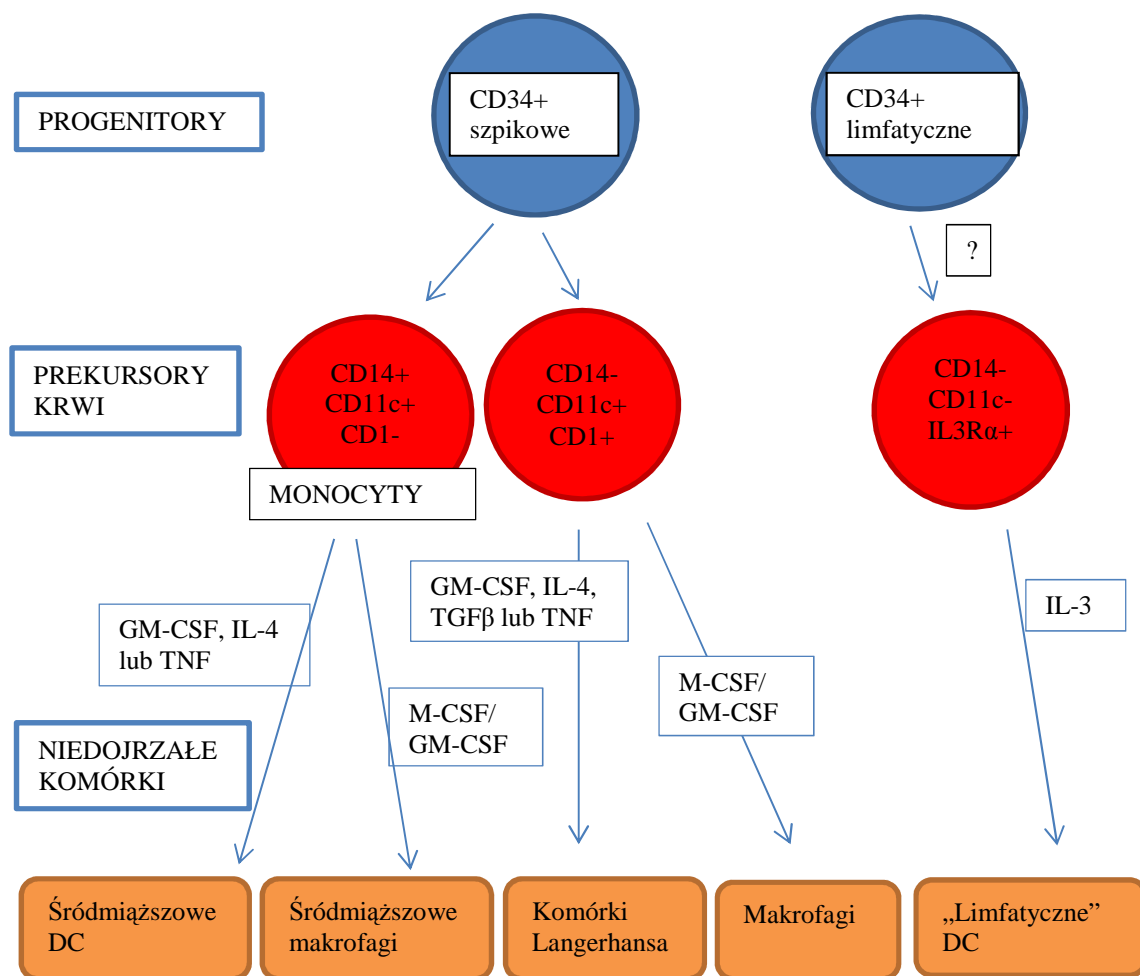 PROGENITORY
CD34+
szpikowe
CD34+
limfatyczne
?
PREKURSORY
KRWI
CD14+
CD11c+
CD1-
MONOCYTY
CD14-
CD11c+
CD1+
CD14-
CD11c-
IL3Rα+
GM-CSF, IL-4
lub TNF
M-CSF/
GM-CSF
GM-CSF, IL-4,
TGFβ lub TNF
M-CSF/
GM-CSF
IL-3
NIEDOJRZAŁE
KOMÓRKI
Śródmiąższowe
DC
Śródmiąższowe
makrofagi
Komórki
Langerhansa
Makrofagi
„Limfatyczne”
DC